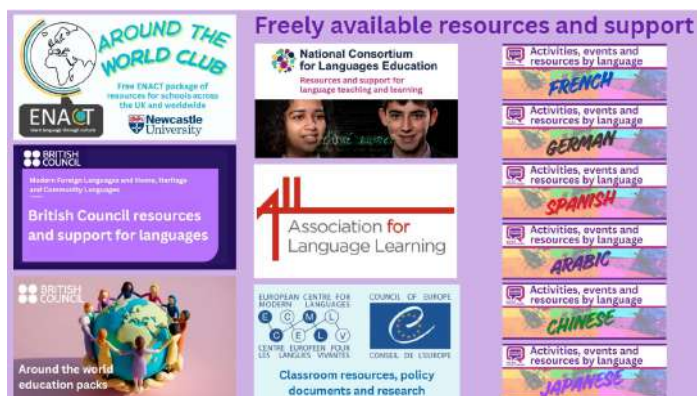 Freely available resources and support
AROUND THE
WORLD CLUB
Free ENACT package of
resources for schools across
the UK and worldwide
ENACT
Newcastle
University
BRITISH
COUNCIL
Modern Foreign Languages and Home, Heritage
and Community Languages
British Council resources
and support for languages
BRITISH
COUNCIL
Around the world
education packs
National Consortium
for Languages Education
Resources and support for
language teaching and learning
Association for
Language Learning
EUROPEAN CENTRE FOR
MODERN LANGUAGES
E C M L
C E L V
CENTRE EUROPEEN POUR
LES LANGUES VIVANTES
COUNCIL OF EUROPE
CONSEIL DE L'EUROPE
Classroom resources, policy
documents and research
Activities, events and
resources by language
FRENCH
Activities, events and
resources by language
GERMAN
Activities, events and
resources by language
SPANISH
Activities, events and
resources by language
ARABIC
Activities, events and
resources by language
CHINESE
Activities, events and
resources by language
JAPANESE